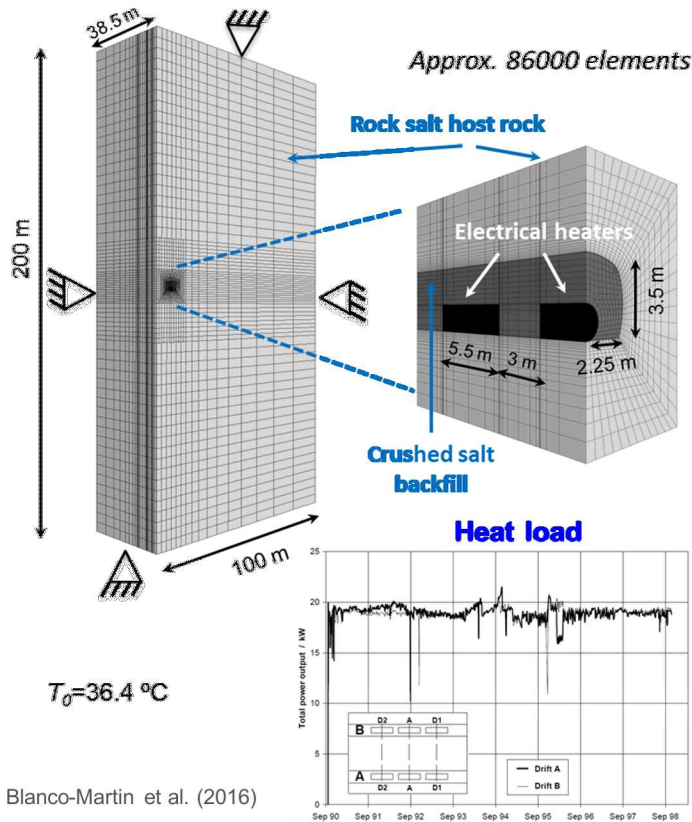 38.5 m
Approx. 86000 elements
Rock salt host rock
200 m
Electrical heaters
3.5 m
5.5 m
3 m
2.25 m
Crushed salt
backfill
100 m
Heat load
T0=36.4 ºC
Total power output / kW
25
20
15
10
5
0
D2 A D1
B
A
D2 A D1
Drift A
Drift B
Sep 90 Sep 91 Sep 92 Sep 93 Sep 94 Sep 95 Sep 96 Sep 97 Sep 98
Blanco-Martin et al. (2016)